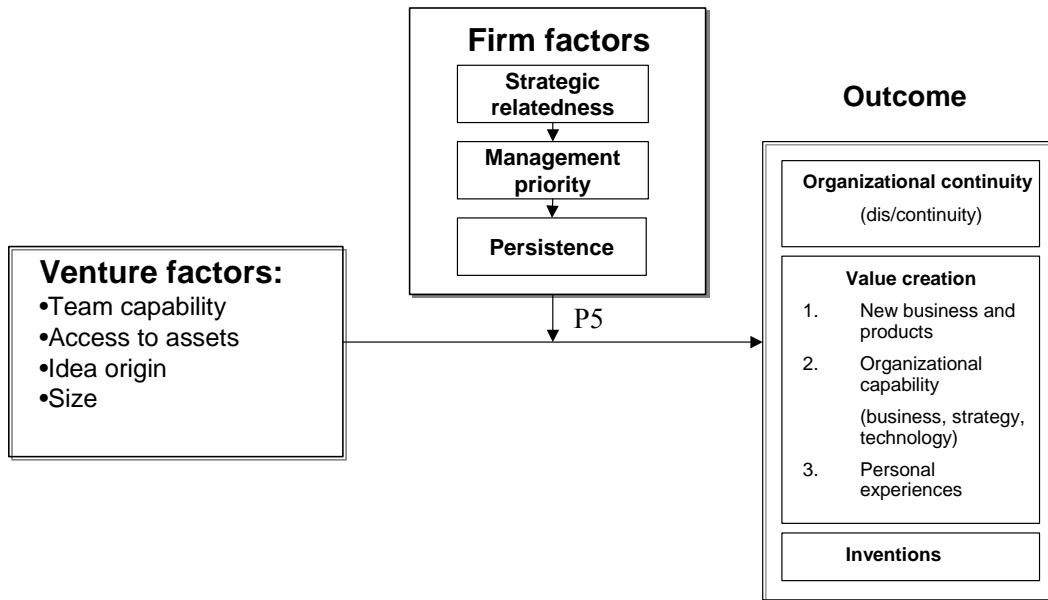 Firm factors
Strategic
relatedness
Management
priority
Persistence
P5
Venture factors:
•Team capability
•Access to assets
•Idea origin
•Size
Outcome
Organizational continuity
(dis/continuity)
Value creation
1. New business and
products
2. Organizational
capability
(business, strategy,
technology)
3. Personal
experiences
Inventions